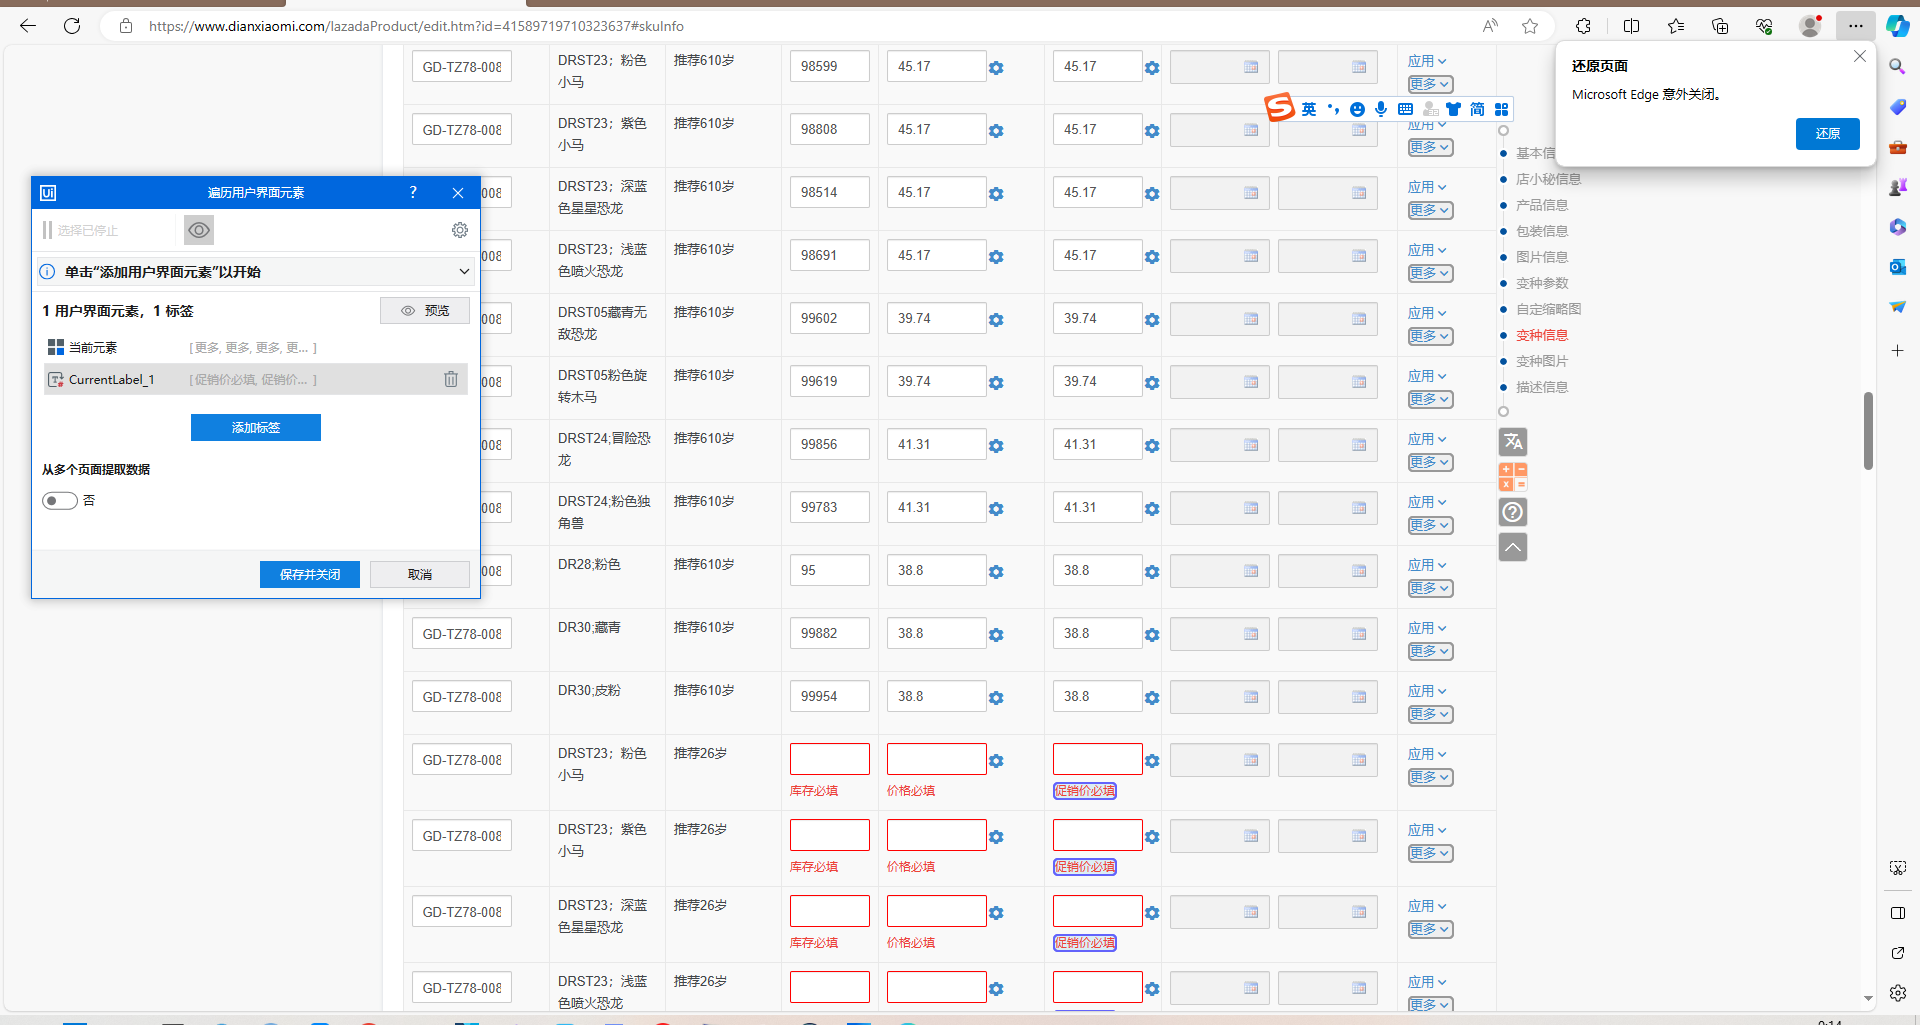 https://www.dianxiaomi.com/lazadaProduct/edit.htm?id=41589719710323637#skuInfo
还原页面
Microsoft Edge 意外关闭。
还原
英
简
遍历用户界面元素
选择已停止
单击“添加用户界面元素”以开始
1 用户界面元素，1 标签
预览
当前元素
[更多, 更多, 更多, 更... ]
CurrentLabel_1
[促销价必填, 促销价... ]
添加标签
从多个页面提取数据
否
保存并关闭
取消
GD-TZ78-008
DRST23；粉色
小马
推荐610岁
98599
45.17
45.17
应用
更多
GD-TZ78-008
DRST23；紫色
小马
推荐610岁
98808
45.17
45.17
应用
更多
008
DRST23；深蓝
色星星恐龙
推荐610岁
98514
45.17
45.17
应用
更多
008
DRST23；浅蓝
色喷火恐龙
推荐610岁
98691
45.17
45.17
应用
更多
008
DRST05藏青无
敌恐龙
推荐610岁
99602
39.74
39.74
应用
更多
008
DRST05粉色旋
转木马
推荐610岁
99619
39.74
39.74
应用
更多
008
DRST24;冒险恐
龙
推荐610岁
99856
41.31
41.31
应用
更多
008
DRST24;粉色独
角兽
推荐610岁
99783
41.31
41.31
应用
更多
008
DR28;粉色
推荐610岁
95
38.8
38.8
应用
更多
GD-TZ78-008
DR30;藏青
推荐610岁
99882
38.8
38.8
应用
更多
GD-TZ78-008
DR30;皮粉
推荐610岁
99954
38.8
38.8
应用
更多
GD-TZ78-008
DRST23；粉色
小马
推荐26岁
库存必填
价格必填
促销价必填
应用
更多
GD-TZ78-008
DRST23；紫色
小马
推荐26岁
库存必填
价格必填
促销价必填
应用
更多
GD-TZ78-008
DRST23；深蓝
色星星恐龙
推荐26岁
库存必填
价格必填
促销价必填
应用
更多
GD-TZ78-008
DRST23；浅蓝
色喷火恐龙
推荐26岁
应用
更多
基本信
店小秘信息
产品信息
包装信息
图片信息
变种参数
自定缩略图
变种信息
变种图片
描述信息